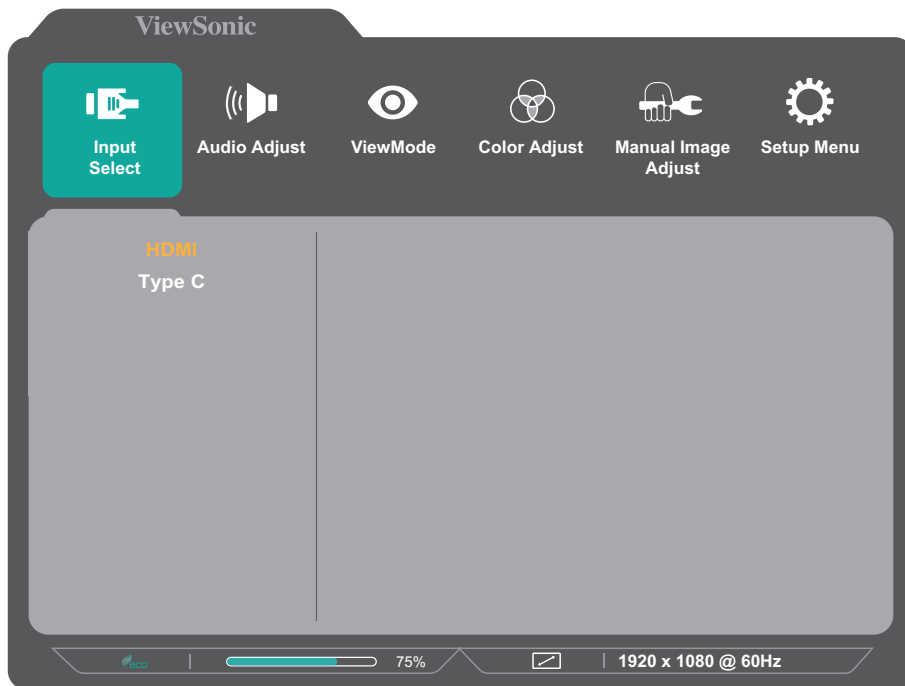 ViewSonic
Input
Select
Audio Adjust
ViewMode
Color Adjust
Manual Image
Adjust
Setup Menu
HDMI
Type C
eco
75%
1920 x 1080 @ 60Hz